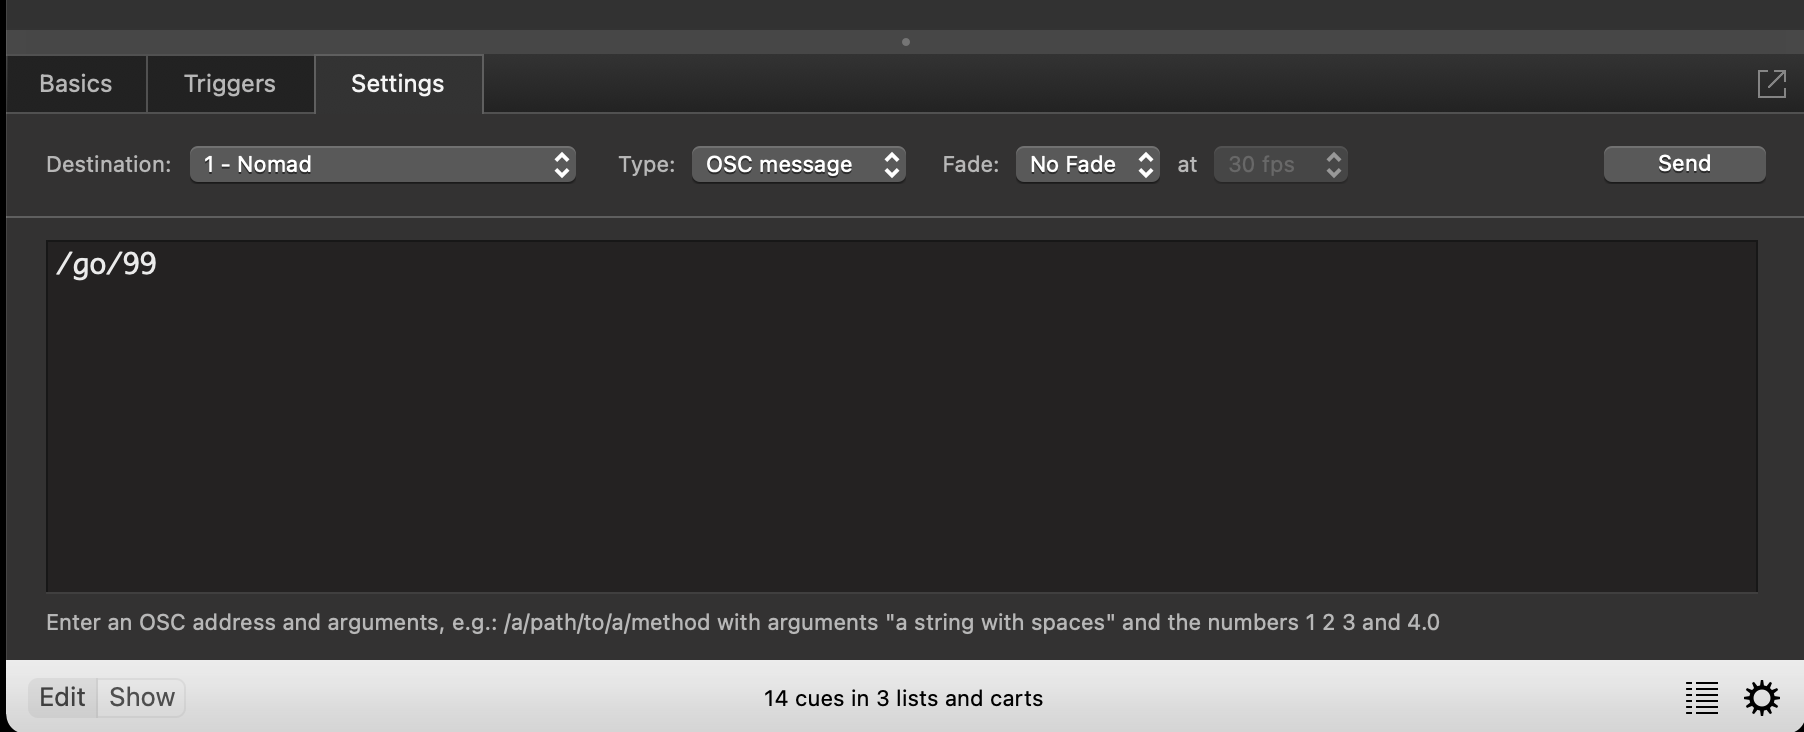 Basics Triggers Settings
Destination: 1 - Nomad Type: OSC message Fade: No Fade at 30 fps Send
/go/99
Enter an OSC address and arguments, e.g.: /a/path/to/a/method with arguments "a string with spaces" and the numbers 1 2 3 and 4.0
Edit Show 14 cues in 3 lists and carts